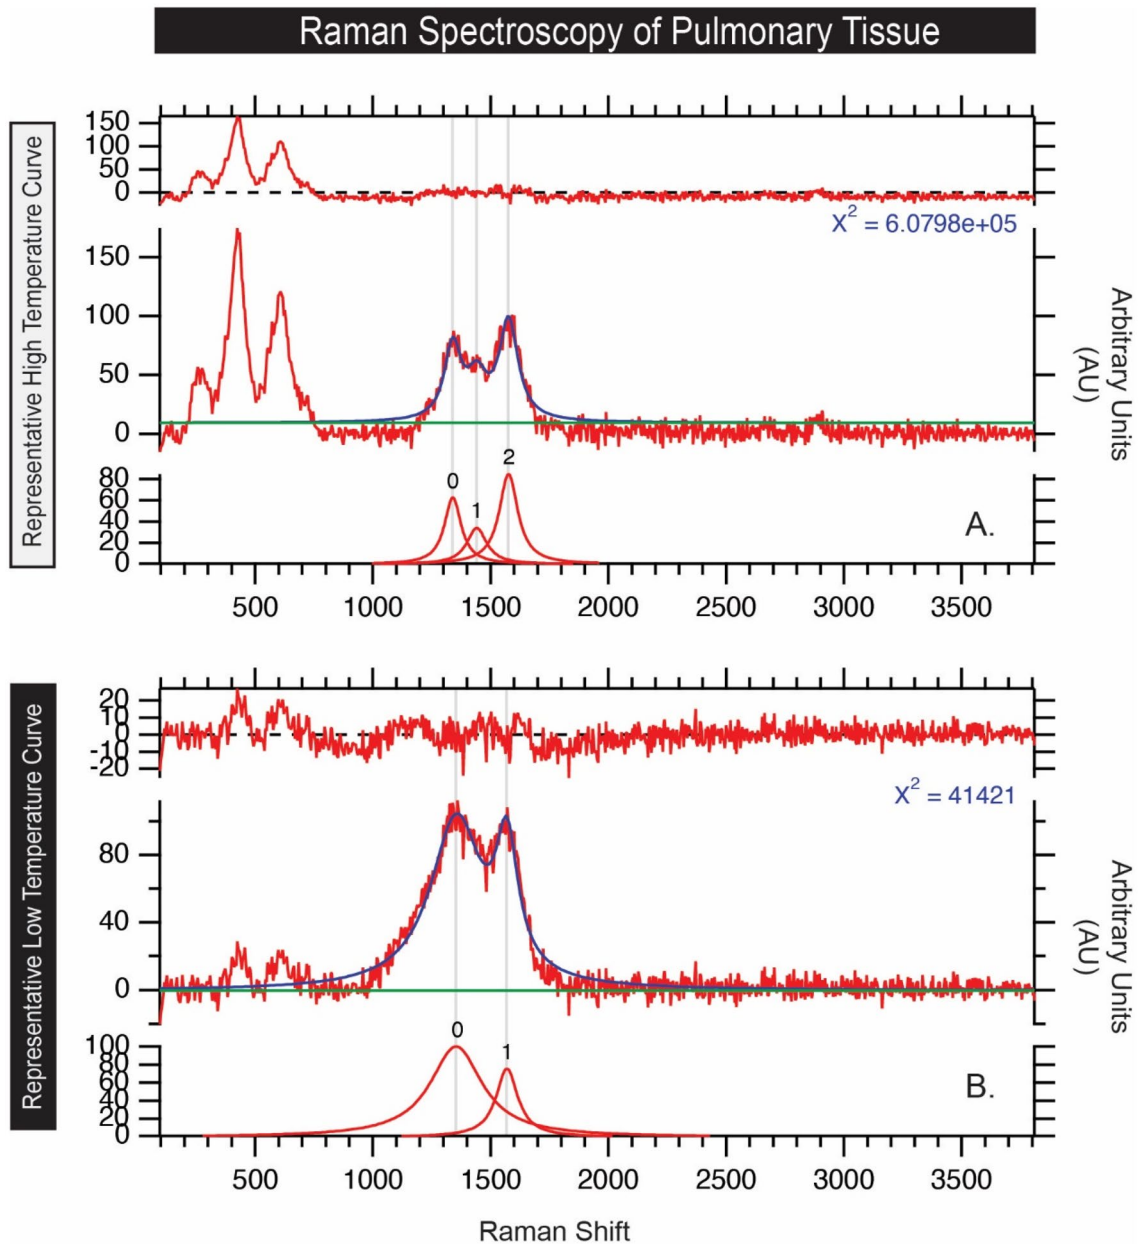 Raman Spectroscopy of Pulmonary Tissue
Representative High Temperature Curve
150
100
50
0
X² = 6.0798e+05
150
100
50
0
Arbitrary Units
(AU)
80
60
40
20
0
0
1
2
A.
500 1000 1500 2000 2500 3000 3500
Representative Low Temperature Curve
20
10
0
-10
-20
X² = 41421
80
40
0
Arbitrary Units
(AU)
100
80
60
40
20
0
0
1
B.
500 1000 1500 2000 2500 3000 3500
Raman Shift